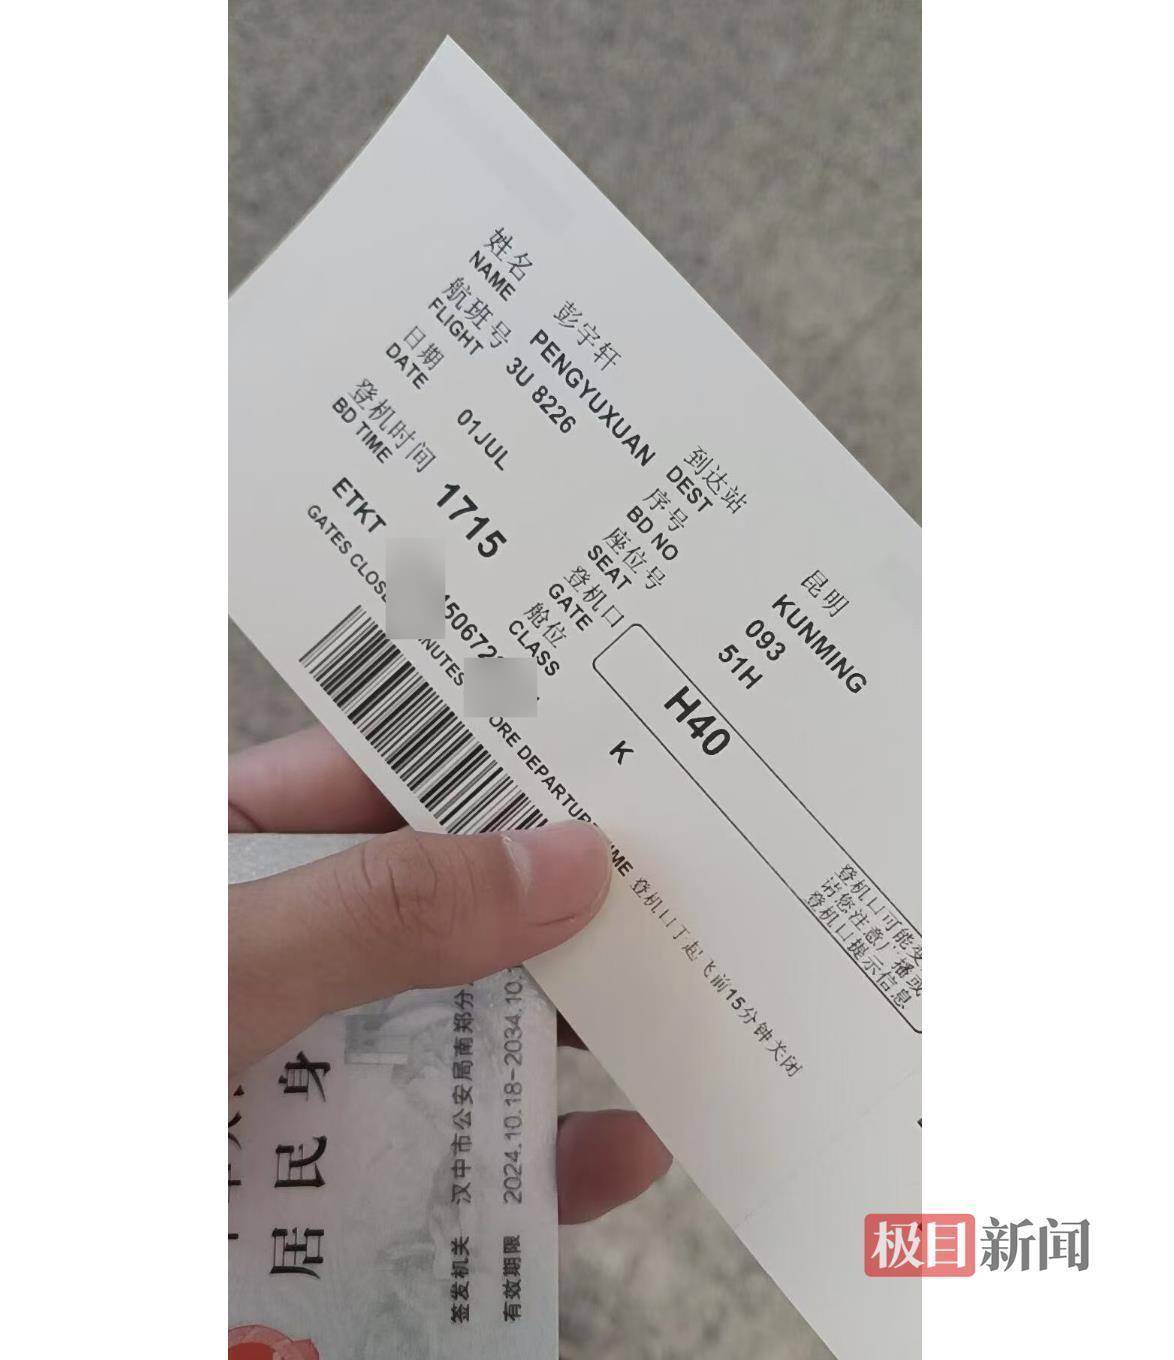 姓名 彭宇轩
NAME PENGYUXUAN
航班号
FLIGHT 3U 8226
日期
DATE 01JUL
登机时间
BD TIME 1715
ETKT 450672
GATES CLOSE MINUTES BEFORE DEPARTURE TIME 登机口于起飞前15分钟关闭
到达站 昆明
DEST KUNMING
序号
BD NO 093
座位号
SEAT 51H
登机口
GATE H40
舱位
CLASS K
登机口可能变
请您注意广播或
登机口提示信息
居民身
签发机关 汉中市公安局南郑分
有效期限 2024.10.18-2034.10.
极目新闻